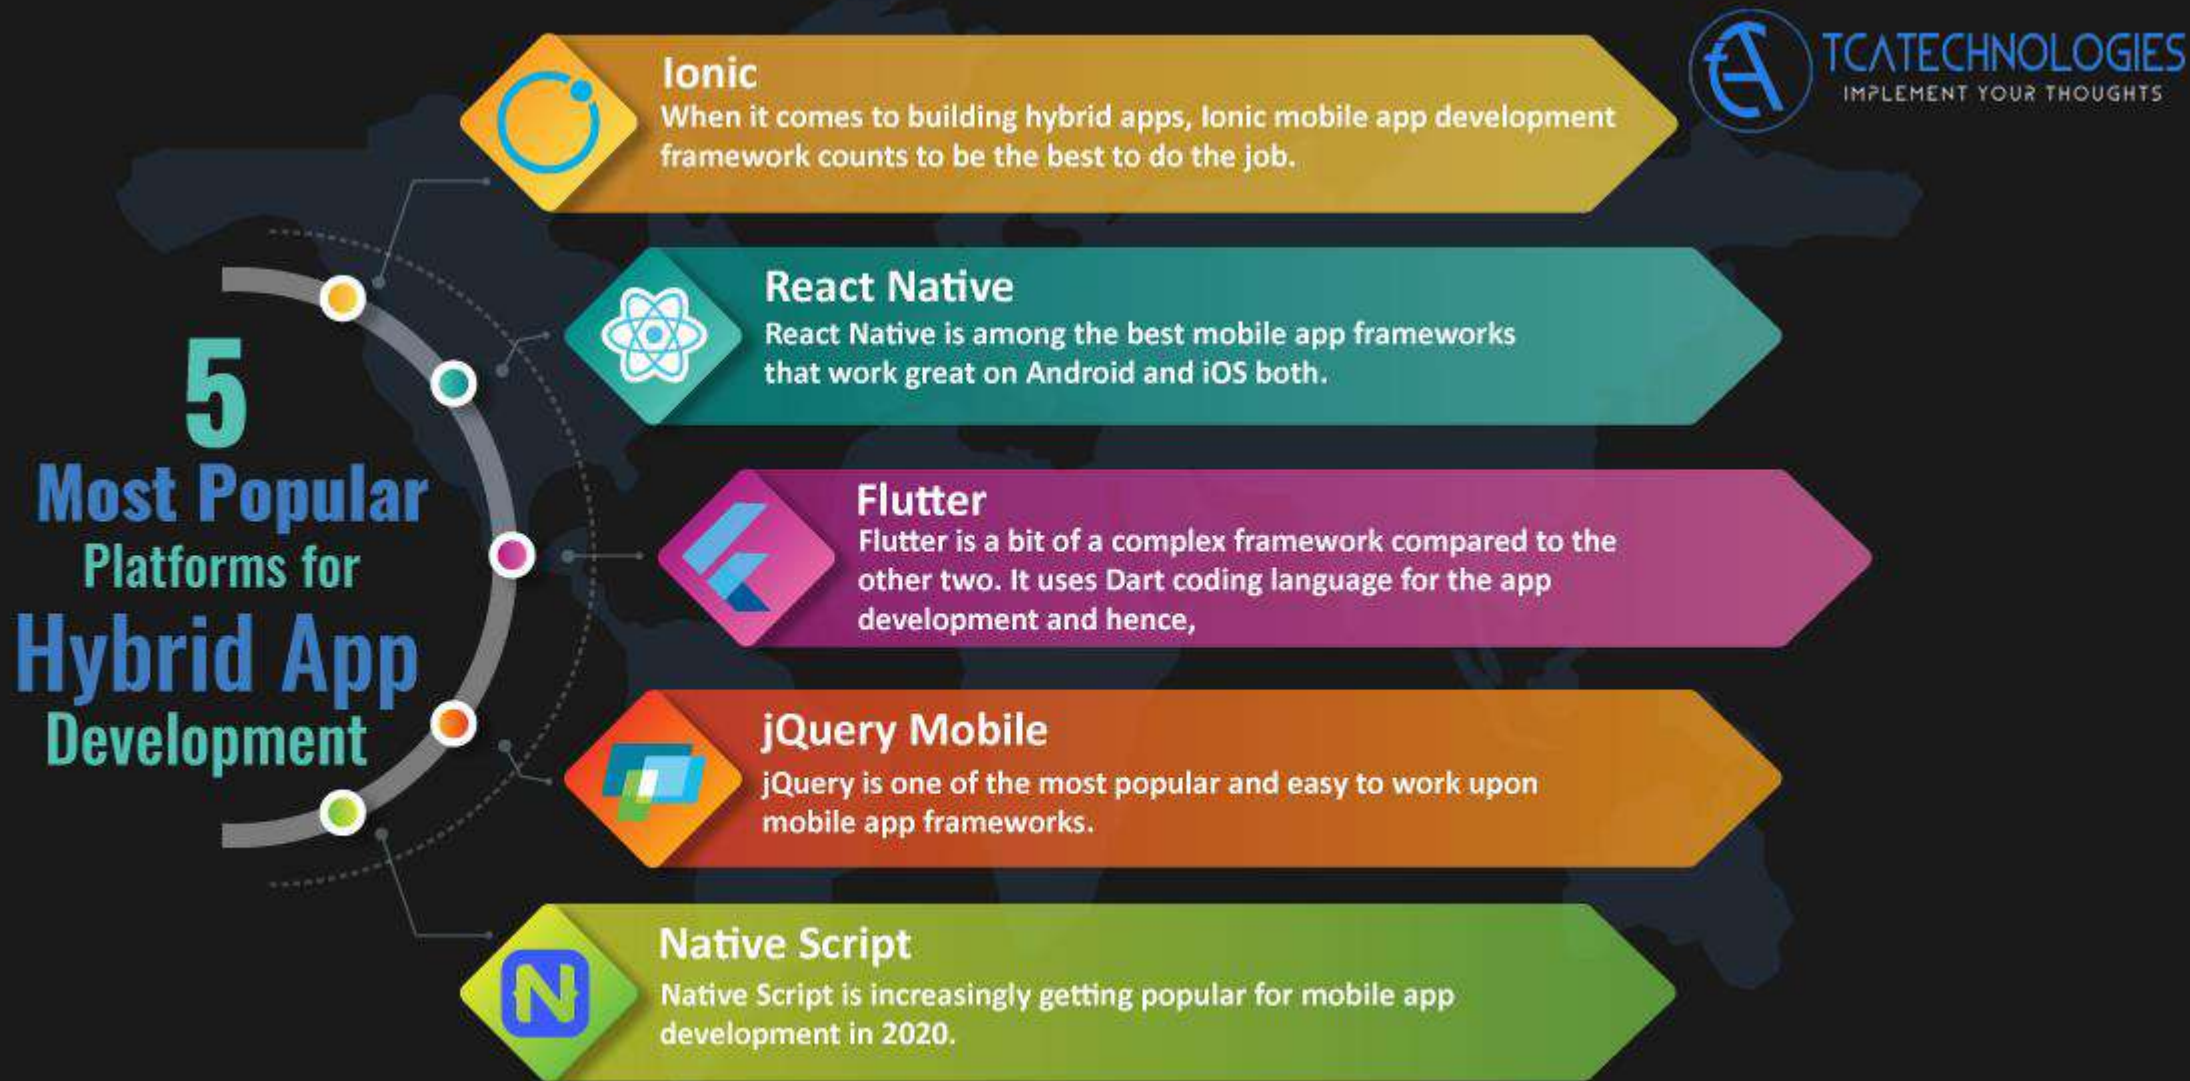 TCATECHNOLOGIES
IMPLEMENT YOUR THOUGHTS
5
Most Popular
Platforms for
Hybrid App
Development
Ionic
When it comes to building hybrid apps, Ionic mobile app development
framework counts to be the best to do the job.
React Native
React Native is among the best mobile app frameworks
that work great on Android and iOS both.
Flutter
Flutter is a bit of a complex framework compared to the
other two. It uses Dart coding language for the app
development and hence,
jQuery Mobile
jQuery is one of the most popular and easy to work upon
mobile app frameworks.
Native Script
Native Script is increasingly getting popular for mobile app
development in 2020.